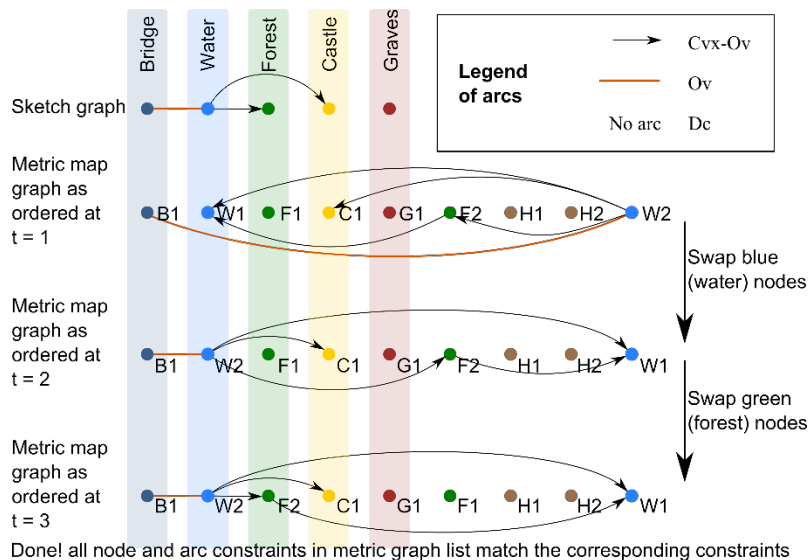 Bridge
Water
Forest
Castle
Graves
Legend
of arcs
Cvx-Ov
Ov
No arc Dc
Sketch graph
Metric map
graph as
ordered at
t = 1
B1 W1 F1 C1 G1 F2 H1 H2 W2
Swap blue
(water) nodes
Metric map
graph as
ordered at
t = 2
B1 W2 F1 C1 G1 F2 H1 H2 W1
Swap green
(forest) nodes
Metric map
graph as
ordered at
t = 3
B1 W2 F2 C1 G1 F1 H1 H2 W1
Done! all node and arc constraints in metric graph list match the corresponding constraints